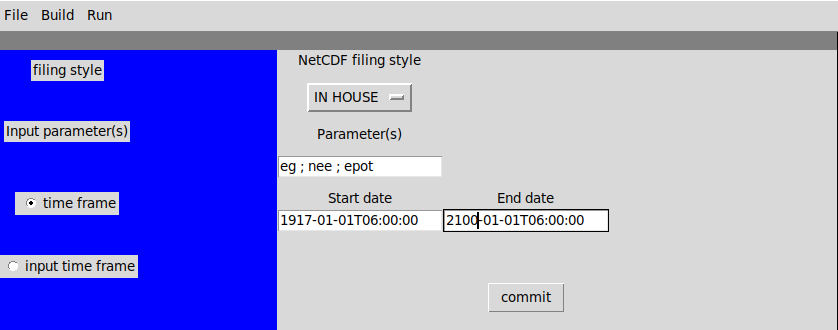 File Build Run
filing style
NetCDF filing style
IN HOUSE
Input parameter(s)
Parameter(s)
eg ; nee ; epot
time frame
Start date End date
1917-01-01T06:00:00 2100-01-01T06:00:00
input time frame
commit